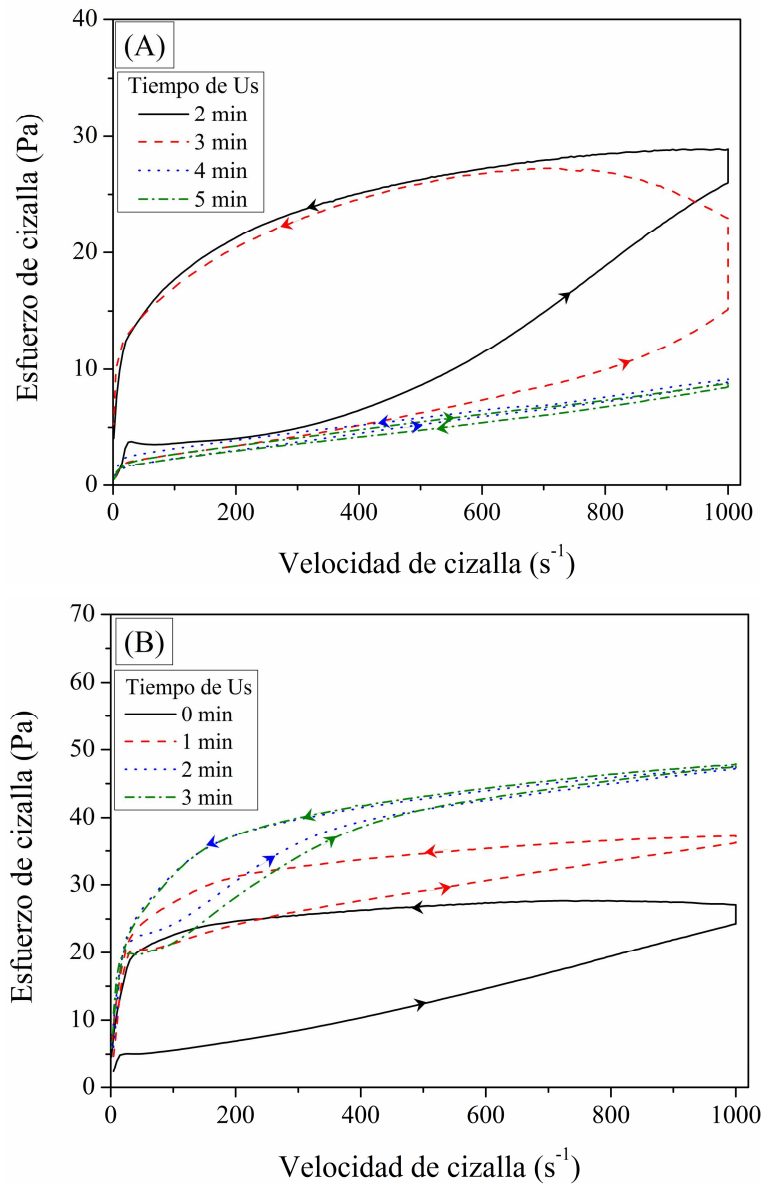 (A)
Tiempo de Us
2 min
3 min
4 min
5 min
Esfuerzo de cizalla (Pa)
40
30
20
10
0
0 200 400 600 800 1000
Velocidad de cizalla (s⁻¹)
(B)
Tiempo de Us
0 min
1 min
2 min
3 min
Esfuerzo de cizalla (Pa)
70
60
50
40
30
20
10
0
0 200 400 600 800 1000
Velocidad de cizalla (s⁻¹)